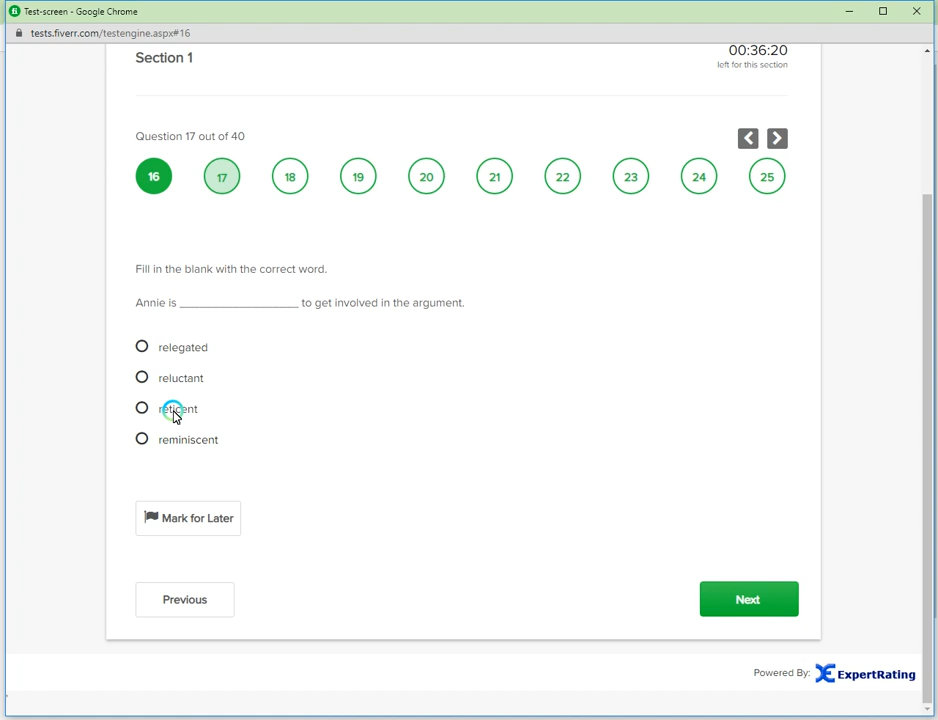 Test-screen - Google Chrome
tests.fiverr.com/testengine.aspx#16
Section 1
00:36:20
left for this section
Question 17 out of 40
16 17 18 19 20 21 22 23 24 25
Fill in the blank with the correct word.
Annie is __________________ to get involved in the argument.
relegated
reluctant
reticent
reminiscent
Mark for Later
Previous
Next
Powered By: ExpertRating